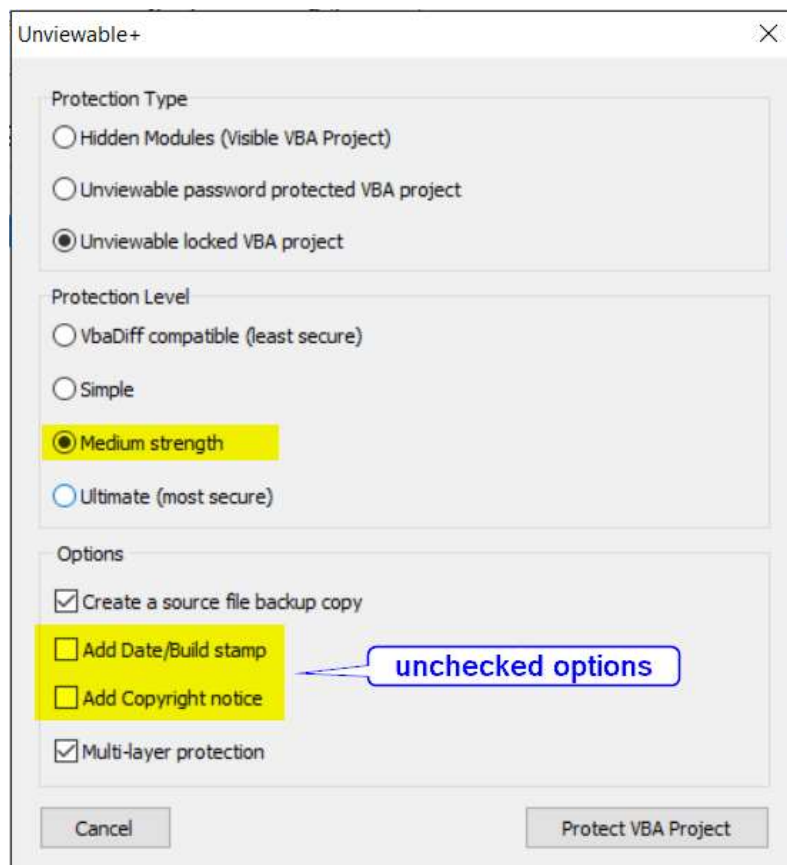 Unviewable+
Protection Type
Hidden Modules (Visible VBA Project)
Unviewable password protected VBA project
Unviewable locked VBA project
Protection Level
VbaDiff compatible (least secure)
Simple
Medium strength
Ultimate (most secure)
Options
Create a source file backup copy
Add Date/Build stamp
unchecked options
Add Copyright notice
Multi-layer protection
Cancel
Protect VBA Project